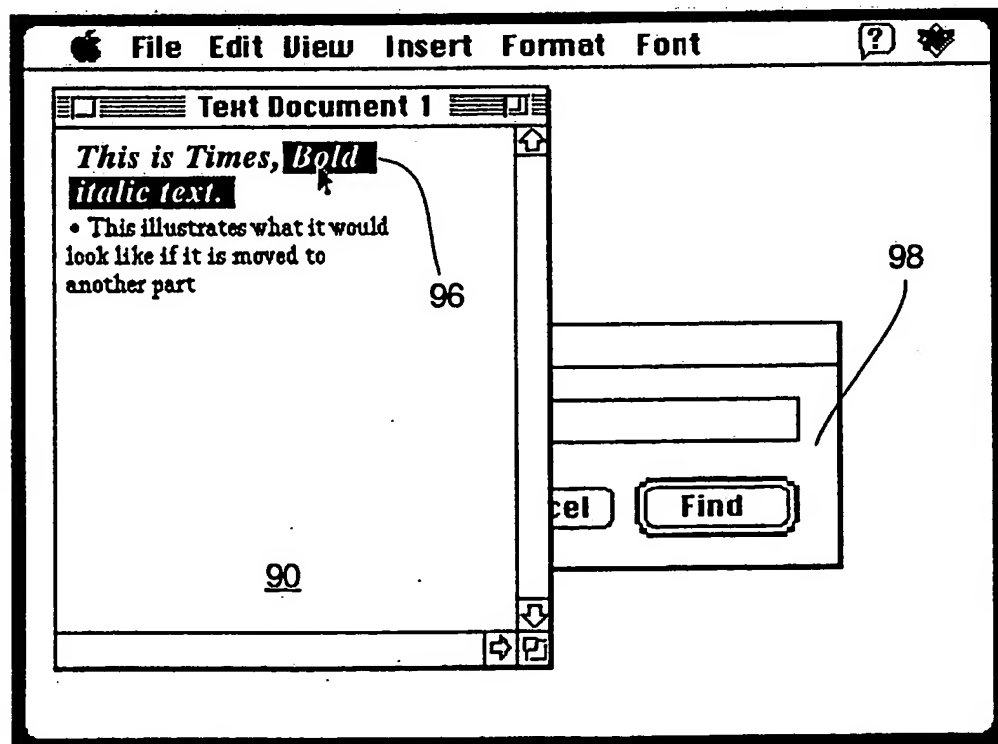 File Edit View Insert Format Font ?
Text Document 1
This is Times, Bold
italic text.
• This illustrates what it would
look like if it is moved to
another part
96
98
cel Find
90